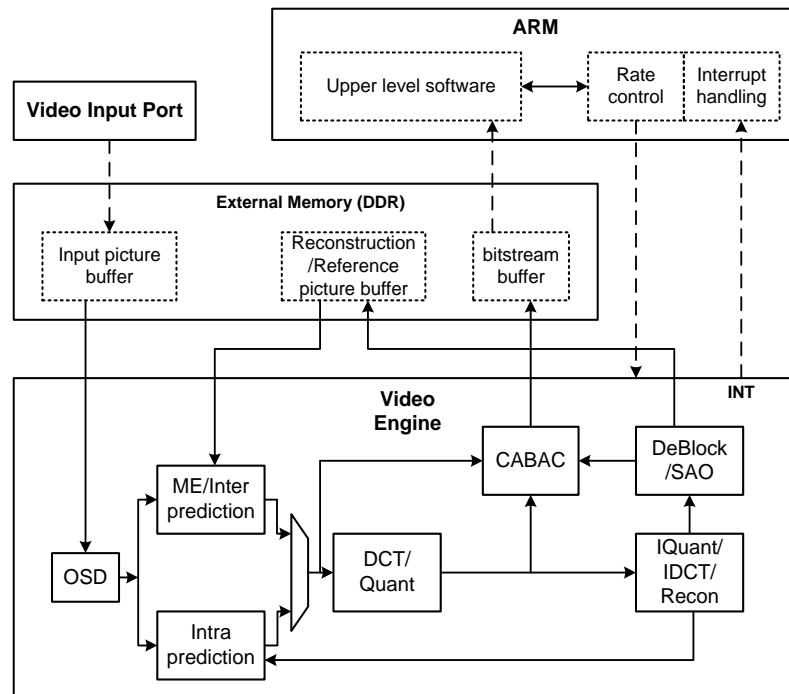 ARM
Upper level software
Rate
control
Interrupt
handling
Video Input Port
External Memory (DDR)
Input picture
buffer
Reconstruction
/Reference
picture buffer
bitstream
buffer
INT
Video
Engine
CABAC
DeBlock
/SAO
ME/Inter
prediction
OSD
DCT/
Quant
IQuant/
IDCT/
Recon
Intra
prediction